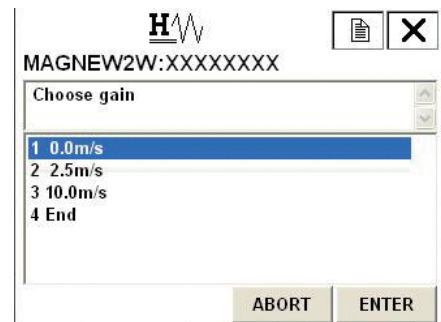 H
MAGNEW2W:XXXXXXXX
Choose gain
1 0.0m/s
2 2.5m/s
3 10.0m/s
4 End
ABORT ENTER